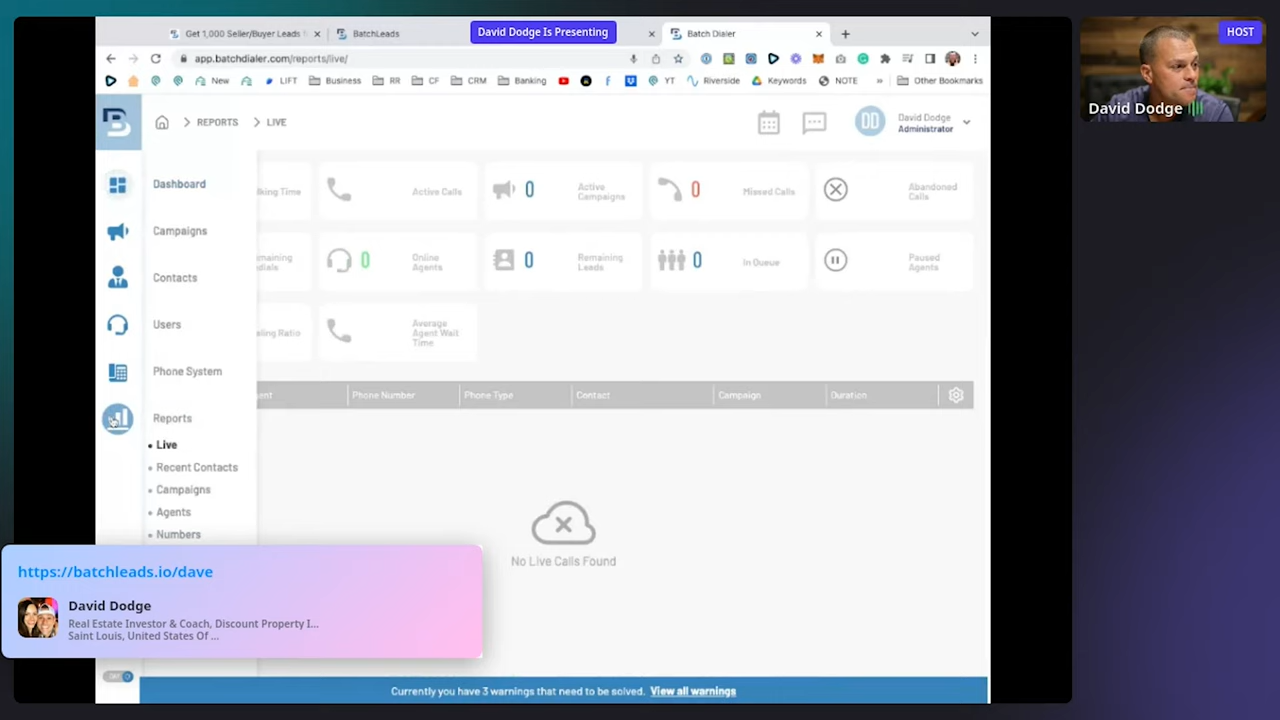 Get 1,000 Seller/Buyer Leads
BatchLeads
David Dodge Is Presenting
Batch Dialer
app.batchdialer.com/reports/live/
New
LIFT
Business
RR
CF
CRM
Banking
YT
Riverside
Keywords
NOTE
»
Other Bookmarks
HOST
David Dodge
REPORTS
LIVE
DD
David Dodge
Administrator
Dashboard
Campaigns
Contacts
Users
Phone System
Reports
Live
Recent Contacts
Campaigns
Agents
Numbers
Time
Active Calls
0
Active
Campaigns
0
Missed Calls
Abandoned
Calls
0
Online
Agents
0
Remaining
Leads
0
In Queue
Paused
Agents
Ratio
Average
Agent Wait
Time
Phone Number
Phone Type
Contact
Campaign
Duration
No Live Calls Found
https://batchleads.io/dave
David Dodge
Real Estate Investor & Coach, Discount Property I...
Saint Louis, United States Of ...
Currently you have 3 warnings that need to be solved. View all warnings